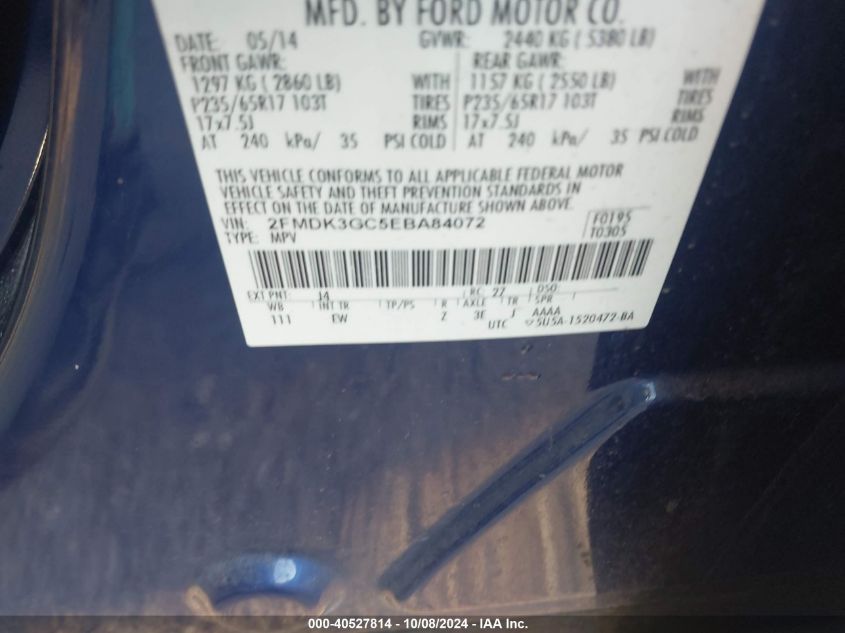 MFD. BY FORD MOTOR CO.
DATE: 05/14 GVWR: 2440 KG ( 5380 LB)
FRONT GAWR: REAR GAWR:
1297 KG ( 2860 LB) WITH 1157 KG ( 2550 LB) WITH
P235/65R17 103T TIRES P235/65R17 103T TIRES
17x7.5J RIMS 17x7.5J RIMS
AT 240 kPa/ 35 PSI COLD AT 240 kPa/ 35 PSI COLD
THIS VEHICLE CONFORMS TO ALL APPLICABLE FEDERAL MOTOR
VEHICLE SAFETY AND THEFT PREVENTION STANDARDS IN
EFFECT ON THE DATE OF MANUFACTURE SHOWN ABOVE.
VIN: 2FMDK3GC5EBA84072 F0195
TYPE: MPV T0305
EXT PNT: J4 RC: 27 DSO:
WB INT TR TP/PS R AXLE TR SPR
111 EW Z 3E J AAAA
UTC 5U5A-1520472-BA
000-40527814 - 10/08/2024 - IAA Inc.